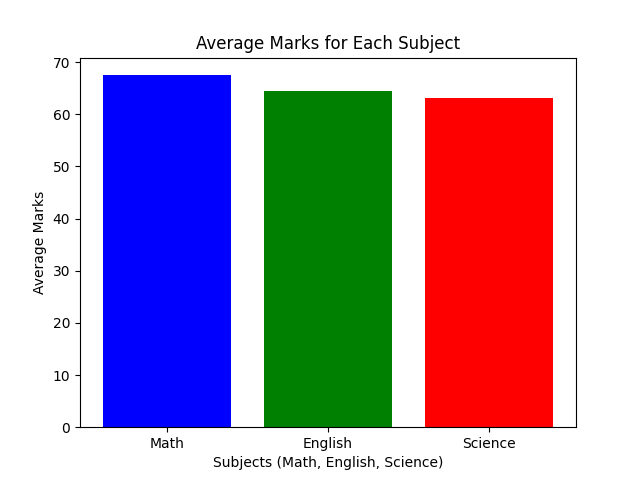 Average Marks for Each Subject
70
60
50
40
30
20
10
0
Average Marks
Math English Science
Subjects (Math, English, Science)